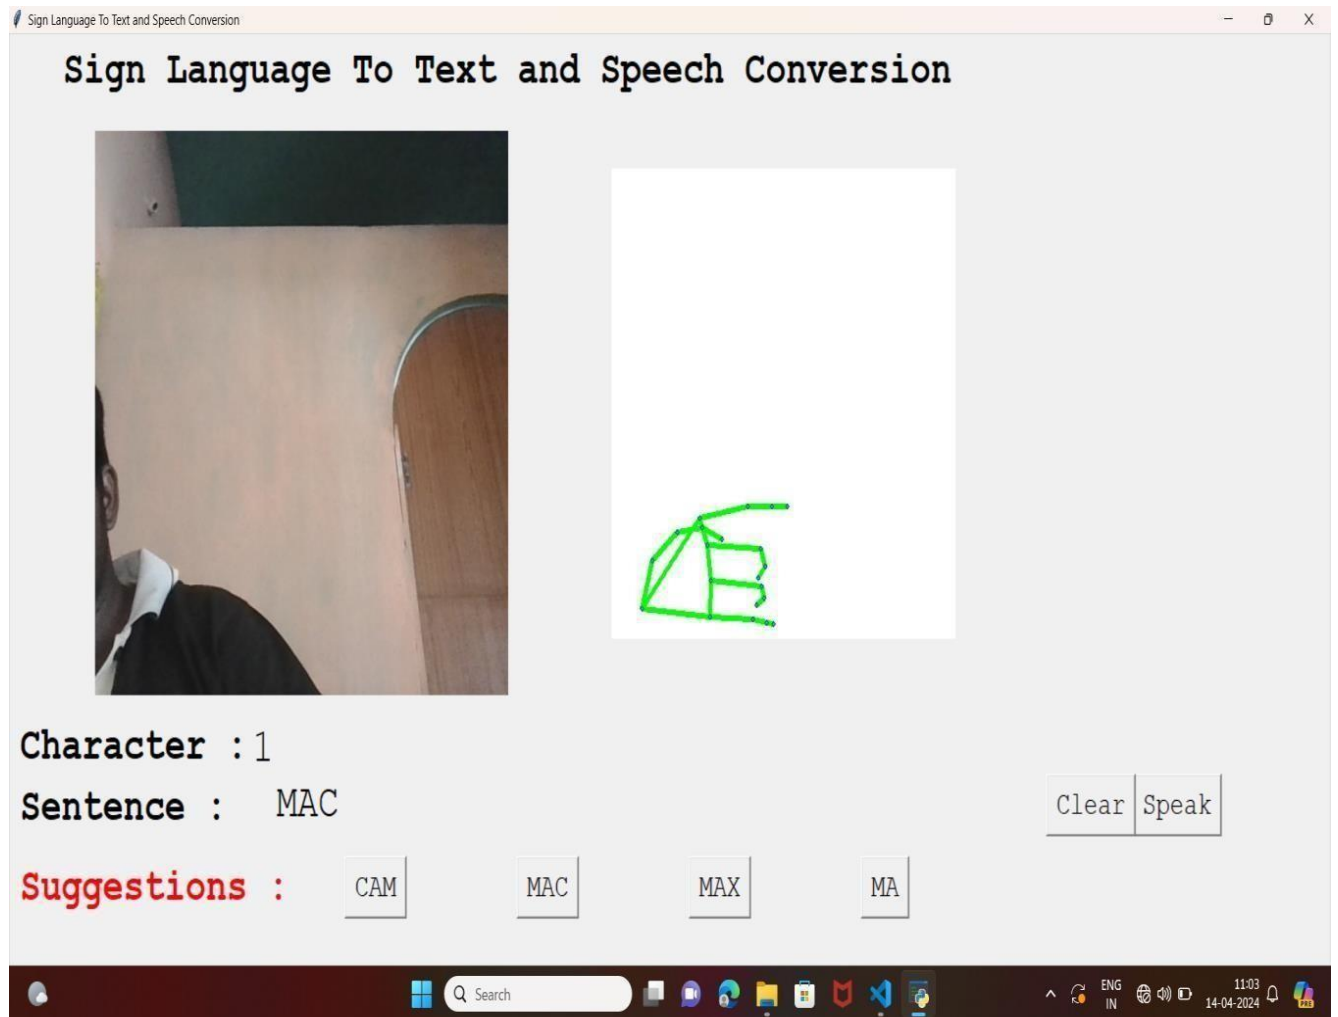 Sign Language To Text and Speech Conversion
Sign Language To Text and Speech Conversion
Character : 1
Sentence : MAC
Clear Speak
Suggestions : CAM MAC MAX MA
Search
ENG
IN
11:03
14-04-2024
PRE